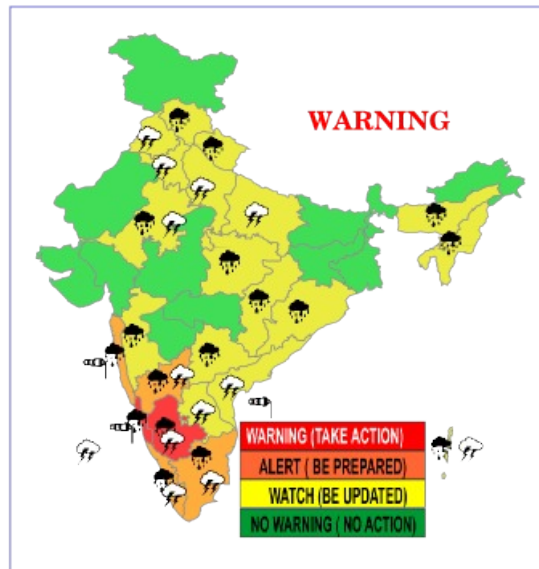 WARNING
WARNING (TAKE ACTION)
ALERT ( BE PREPARED)
WATCH (BE UPDATED)
NO WARNING ( NO ACTION)